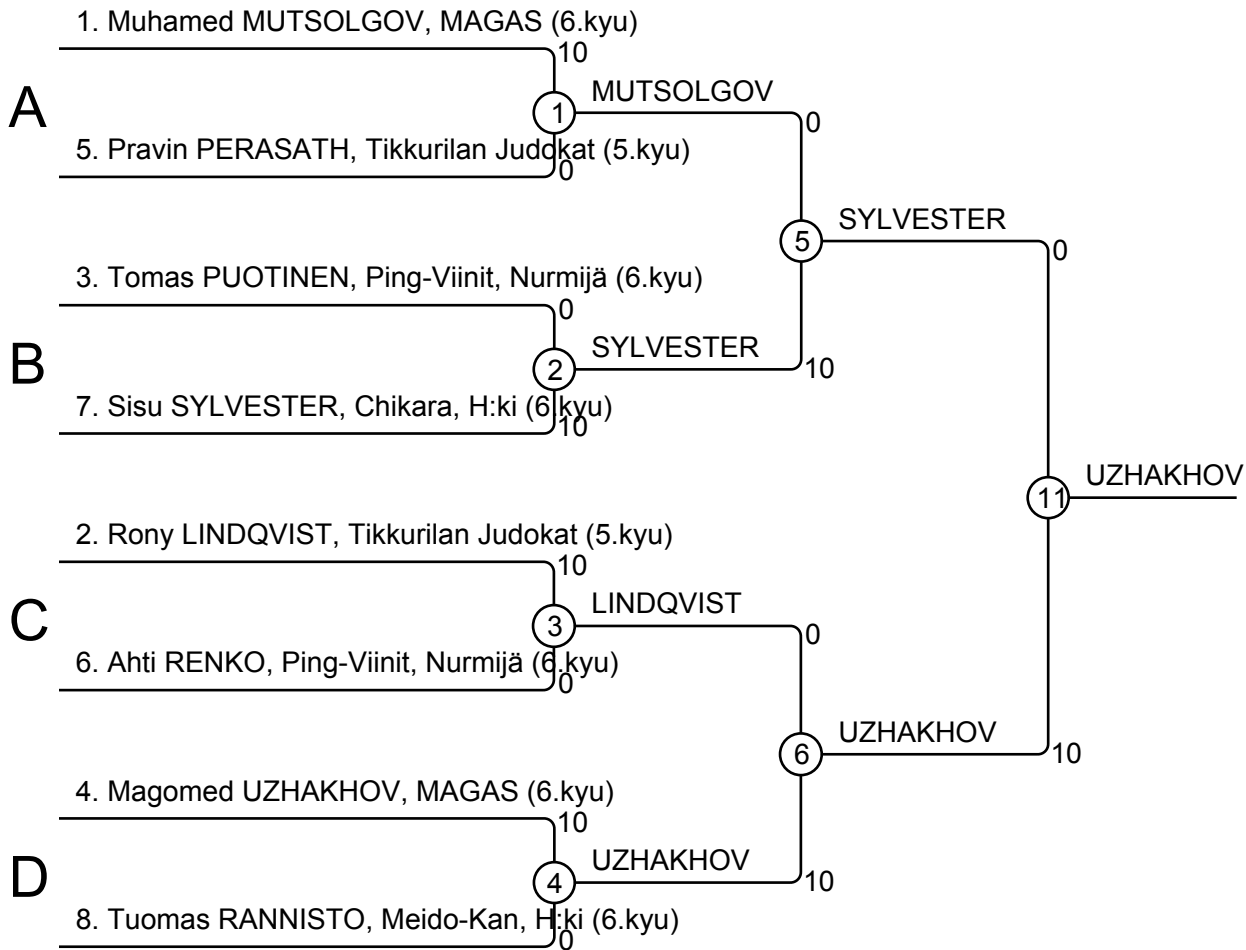 1. Muhamed MUTSOLGOV, MAGAS (6.kyu)
10
A
1
MUTSOLGOV
0
5. Pravin PERASATH, Tikkurilan Judokat (5.kyu)
0
5
SYLVESTER
0
3. Tomas PUOTINEN, Ping-Viinit, Nurmijä (6.kyu)
0
B
2
SYLVESTER
10
7. Sisu SYLVESTER, Chikara, H:ki (6.kyu)
10
11
UZHAKHOV
2. Rony LINDQVIST, Tikkurilan Judokat (5.kyu)
10
C
3
LINDQVIST
0
6. Ahti RENKO, Ping-Viinit, Nurmijä (6.kyu)
0
6
UZHAKHOV
10
4. Magomed UZHAKHOV, MAGAS (6.kyu)
10
D
4
UZHAKHOV
10
8. Tuomas RANNISTO, Meido-Kan, H:ki (6.kyu)
0